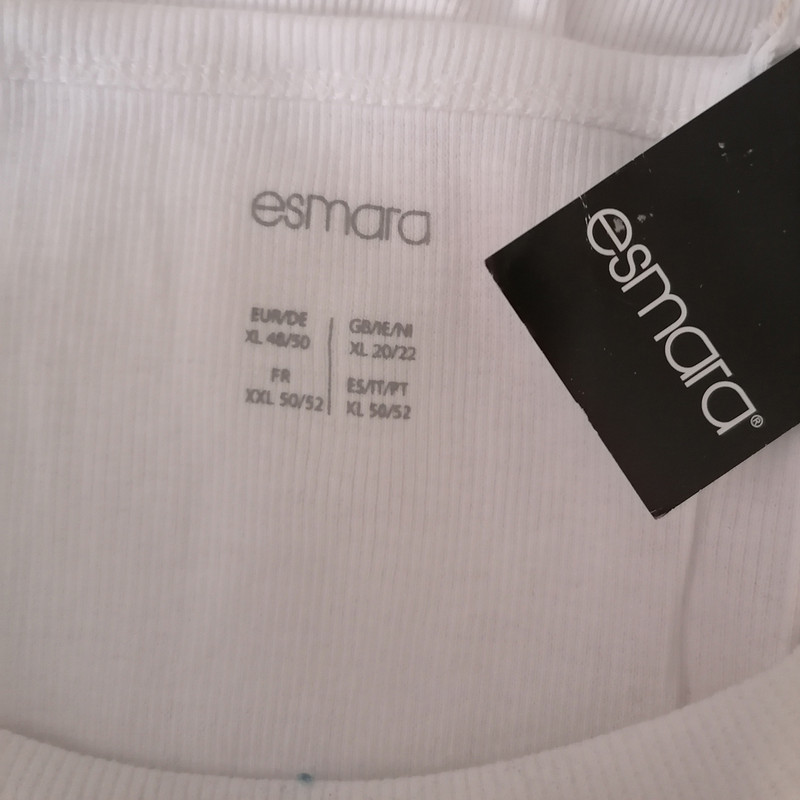 esmara
EUR/DE
XL 48/50
FR
XXL 50/52
GB/IE/NI
XL 20/22
ES/IT/PT
XL 50/52
esmara®